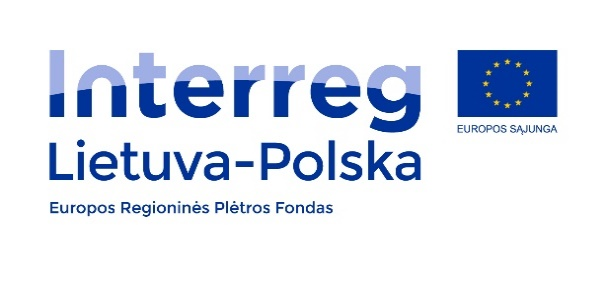 Interreg
Lietuva-Polska
Europos Regioninės Plėtros Fondas
EUROPOS SĄJUNGA